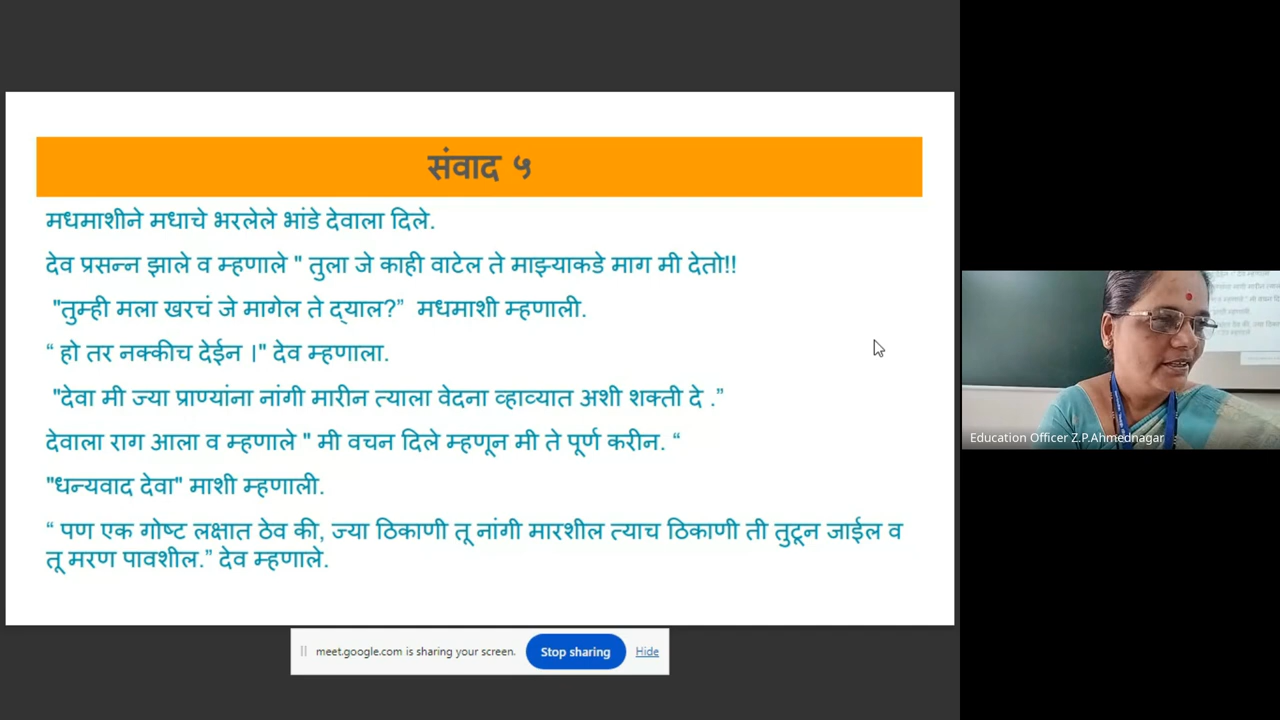 संवाद ५
मधमाशीने मधाचे भरलेले भांडे देवाला दिले.
देव प्रसन्न झाले व म्हणाले " तुला जे काही वाटेल ते माझ्याकडे माग मी देतो!!
"तुम्ही मला खरचं जे मागेल ते द्याल?” मधमाशी म्हणाली.
“ हो तर नक्कीच देईन ।" देव म्हणाला.
"देवा मी ज्या प्राण्यांना नांगी मारीन त्याला वेदना व्हाव्यात अशी शक्ती दे .”
देवाला राग आला व म्हणाले " मी वचन दिले म्हणून मी ते पूर्ण करीन. “
"धन्यवाद देवा" माशी म्हणाली.
“ पण एक गोष्ट लक्षात ठेव की, ज्या ठिकाणी तू नांगी मारशील त्याच ठिकाणी ती तुटून जाईल व
तू मरण पावशील.” देव म्हणाले.
meet.google.com is sharing your screen. Stop sharing Hide
Education Officer Z.P.Ahmednagar